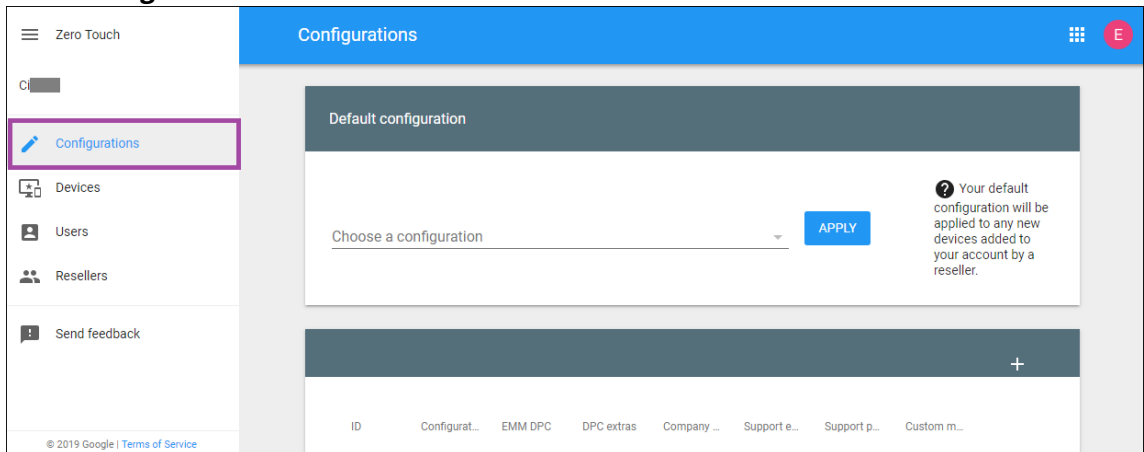 Zero Touch
Configurations
E
Ci
Default configuration
Configurations
Devices
Users
Resellers
Send feedback
Choose a configuration
APPLY
? Your default
configuration will be
applied to any new
devices added to
your account by a
reseller.
+
ID Configurat... EMM DPC DPC extras Company ... Support e... Support p... Custom m...
© 2019 Google | Terms of Service